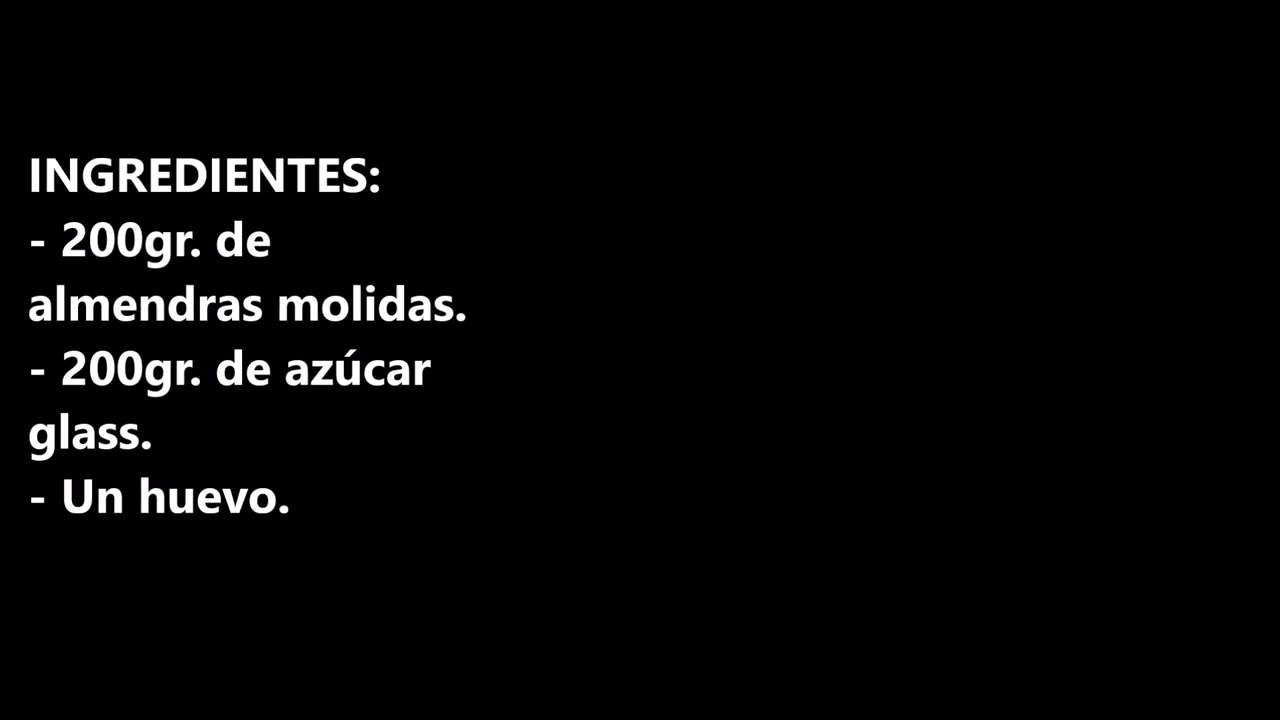 INGREDIENTES:
- 200gr. de
almendras molidas.
- 200gr. de azúcar
glass.
- Un huevo.